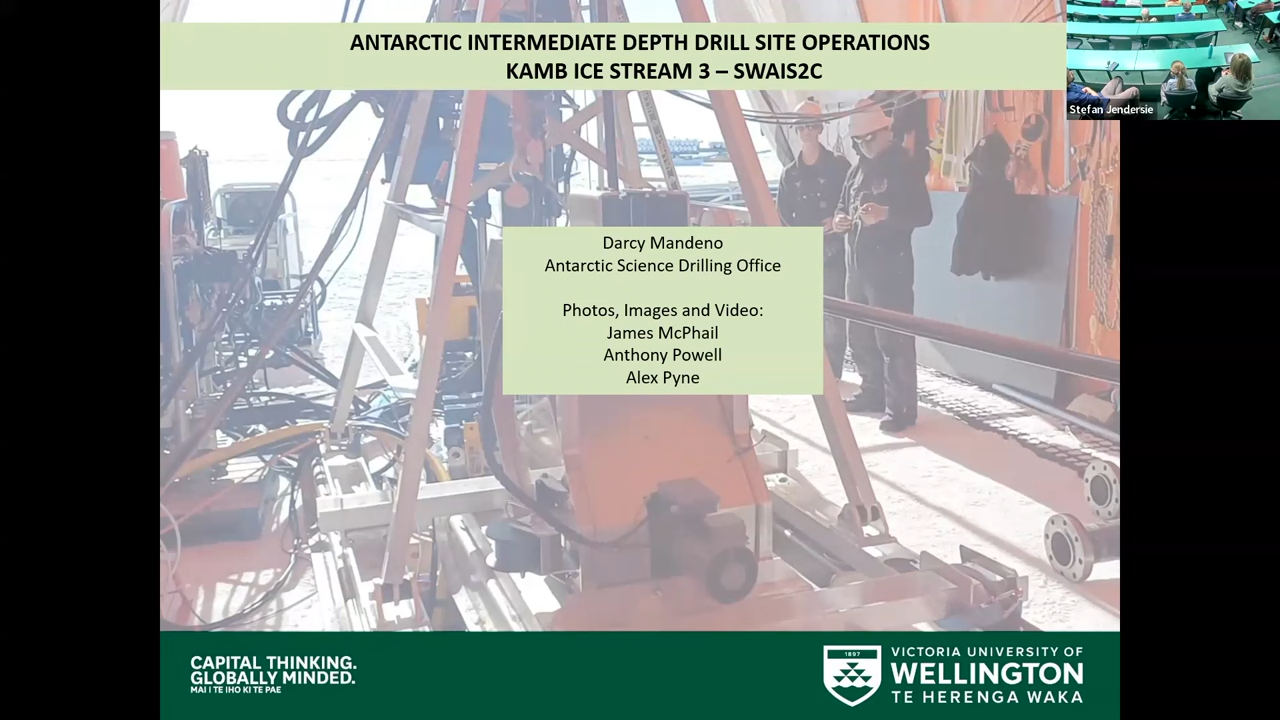 ANTARCTIC INTERMEDIATE DEPTH DRILL SITE OPERATIONS
KAMB ICE STREAM 3 – SWAIS2C
Stefan Jendersie
Darcy Mandeno
Antarctic Science Drilling Office
Photos, Images and Video:
James McPhail
Anthony Powell
Alex Pyne
CAPITAL THINKING.
GLOBALLY MINDED.
MAI I TE IHO KI TE PAE
1897
VICTORIA UNIVERSITY OF
WELLINGTON
TE HERENGA WAKA